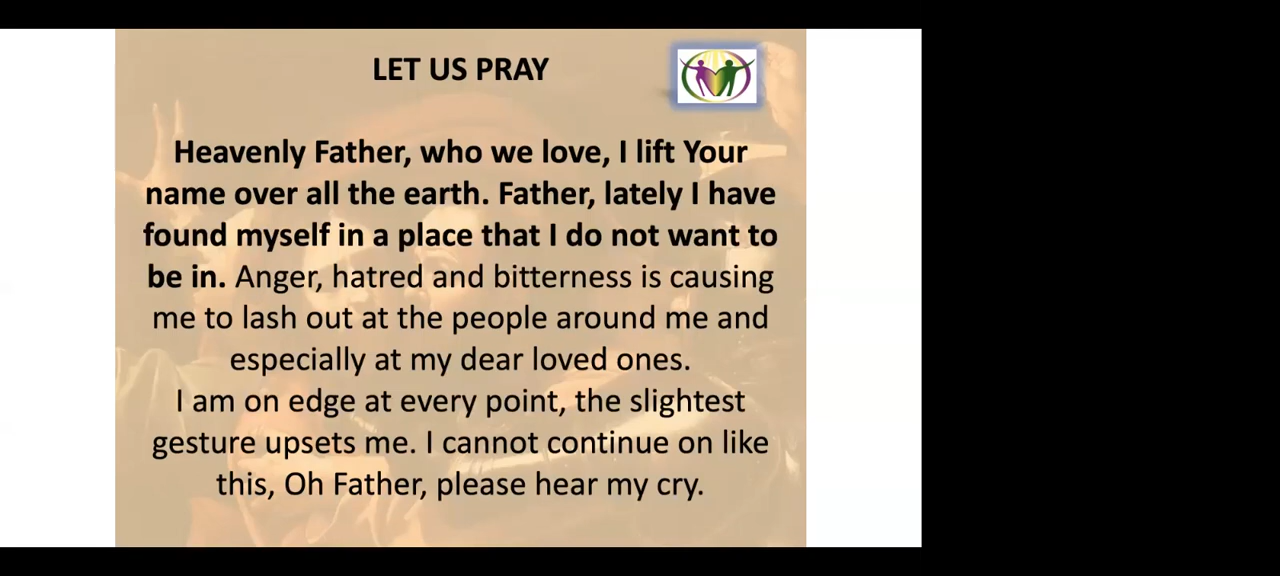 LET US PRAY
Heavenly Father, who we love, I lift Your
name over all the earth. Father, lately I have
found myself in a place that I do not want to
be in. Anger, hatred and bitterness is causing
me to lash out at the people around me and
especially at my dear loved ones.
I am on edge at every point, the slightest
gesture upsets me. I cannot continue on like
this, Oh Father, please hear my cry.